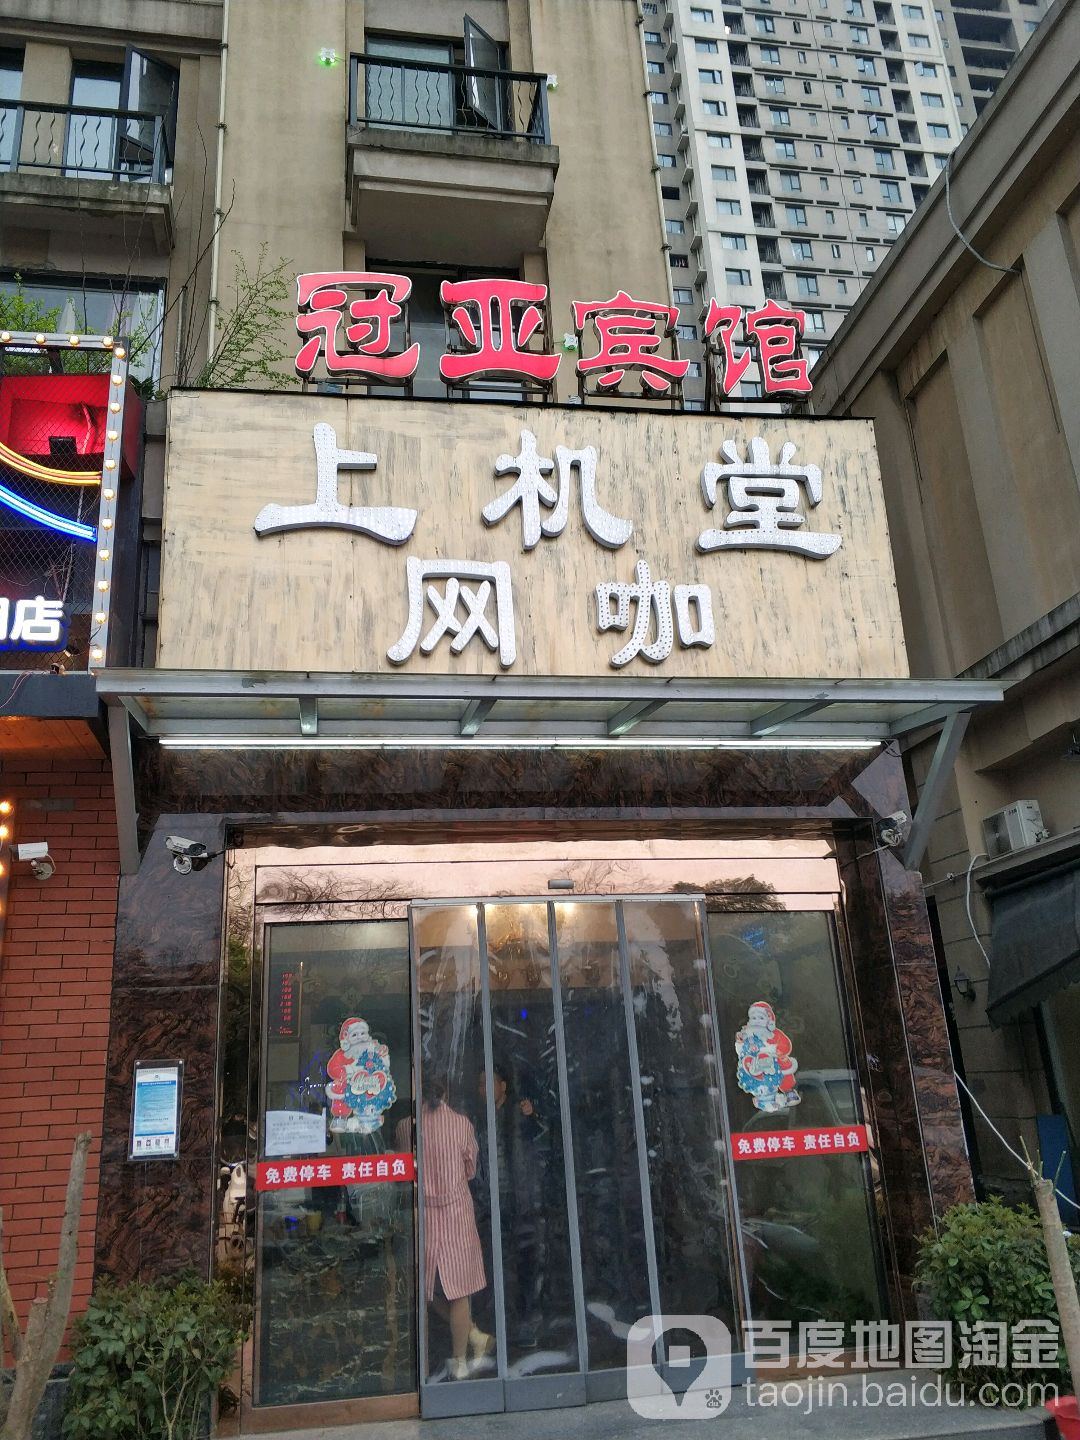 冠亚宾馆
上机堂
网咖
店
免费停车 责任自负
免费停车 责任自负
百度地图淘金
taojin.baidu.com